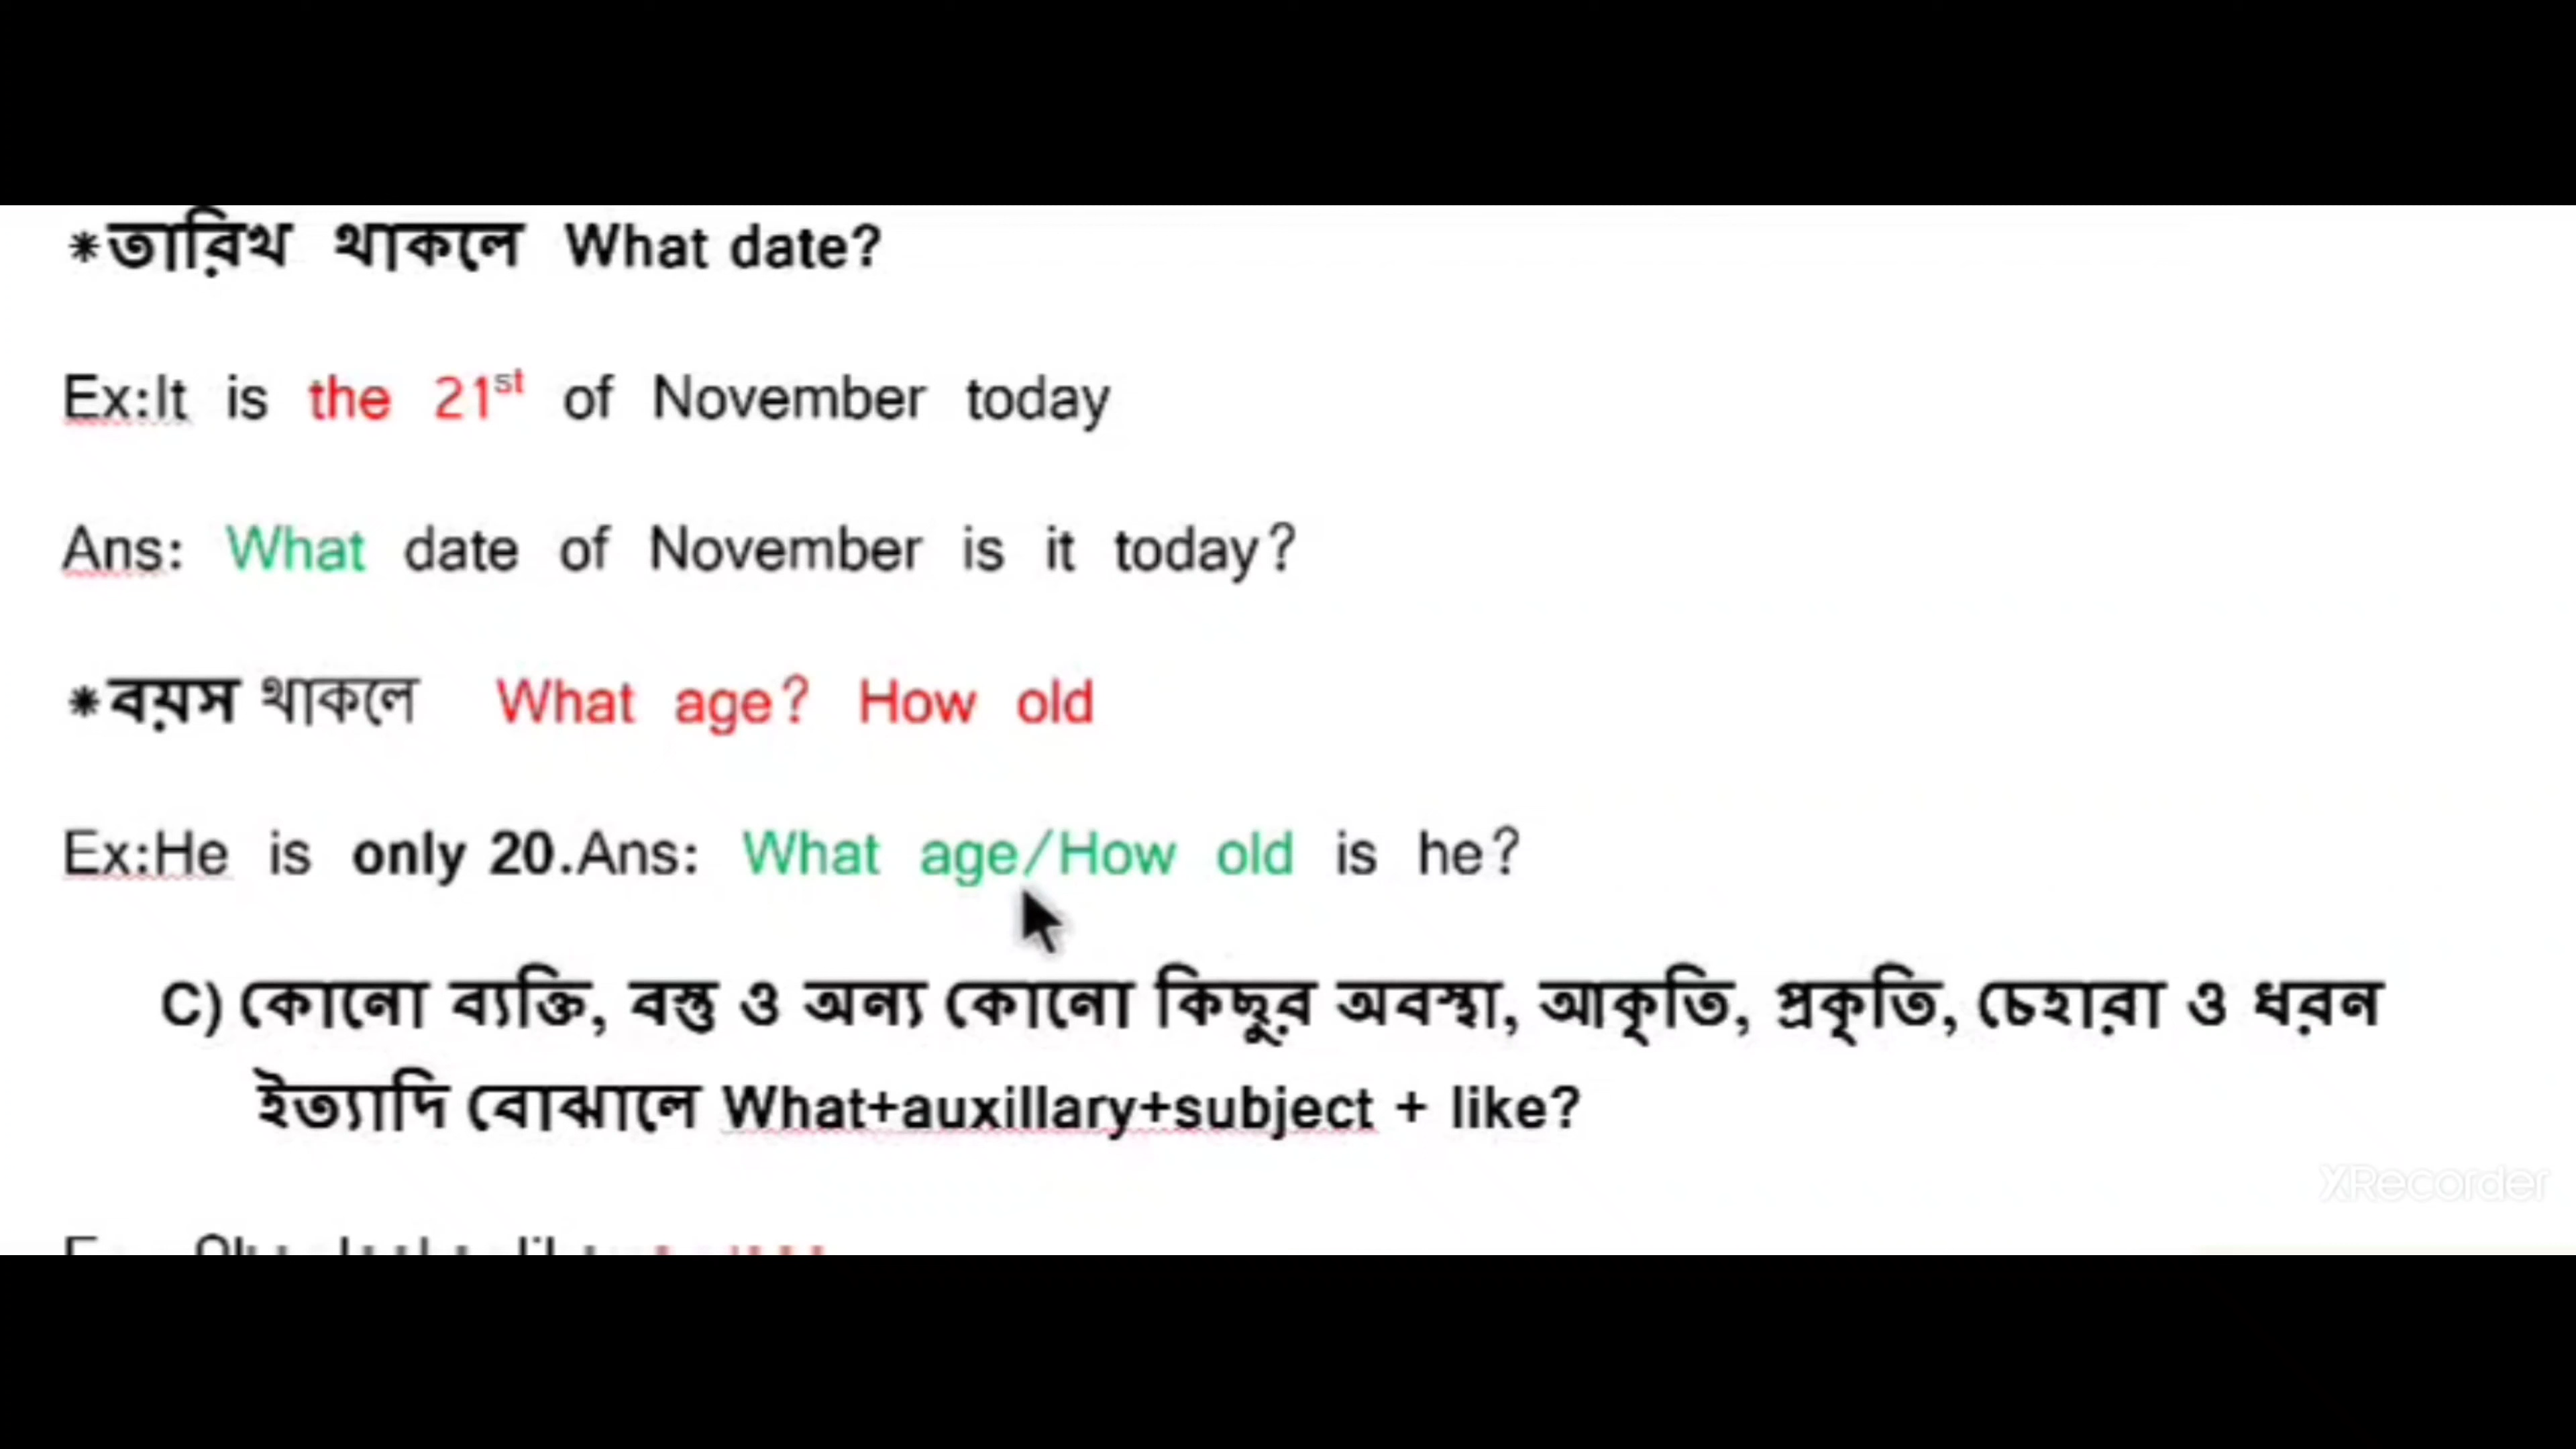 *তারিখ থাকলে What date?
Ex:It is the 21st of November today
Ans: What date of November is it today?
*বয়স থাকলে What age? How old
Ex:He is only 20.Ans: What age/How old is he?
C) কোনো ব্যক্তি, বস্তু ও অন্য কোনো কিছুর অবস্থা, আকৃতি, প্রকৃতি, চেহারা ও ধরন
ইত্যাদি বোঝালে What+auxillary+subject + like?
XRecorder